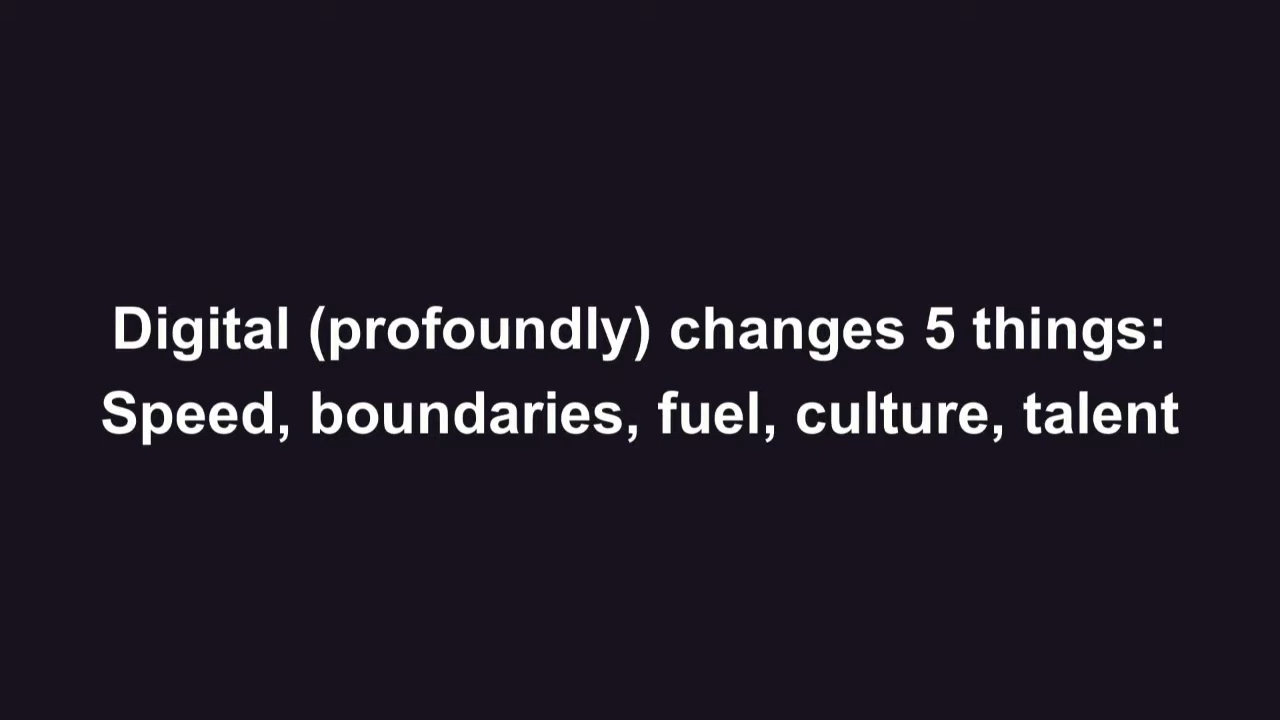 Digital (profoundly) changes 5 things:
Speed, boundaries, fuel, culture, talent